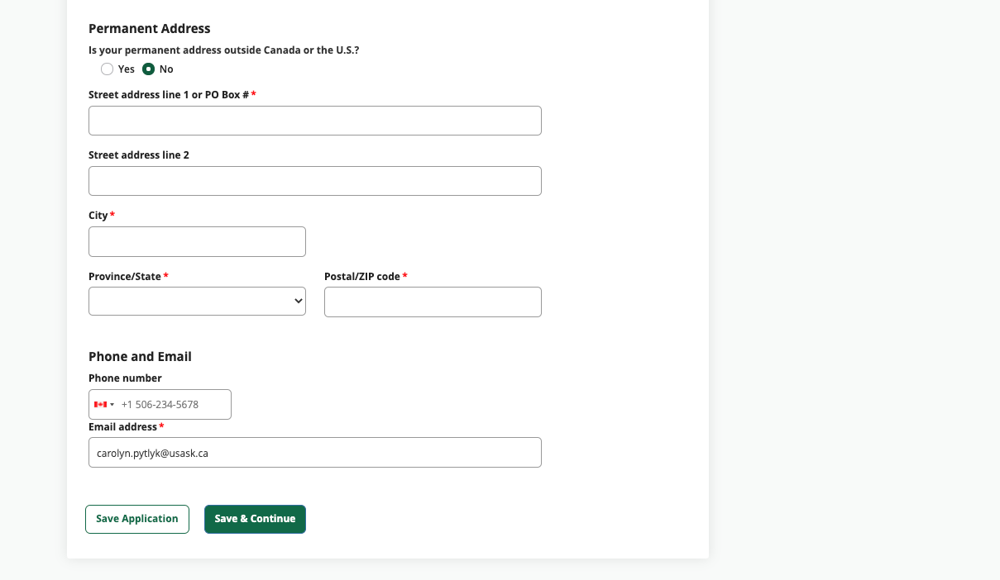 Permanent Address
Is your permanent address outside Canada or the U.S.?
Yes No
Street address line 1 or PO Box # *
Street address line 2
City *
Province/State * Postal/ZIP code *
Phone and Email
Phone number
+1 506-234-5678
Email address *
carolyn.pytlyk@usask.ca
Save Application Save & Continue